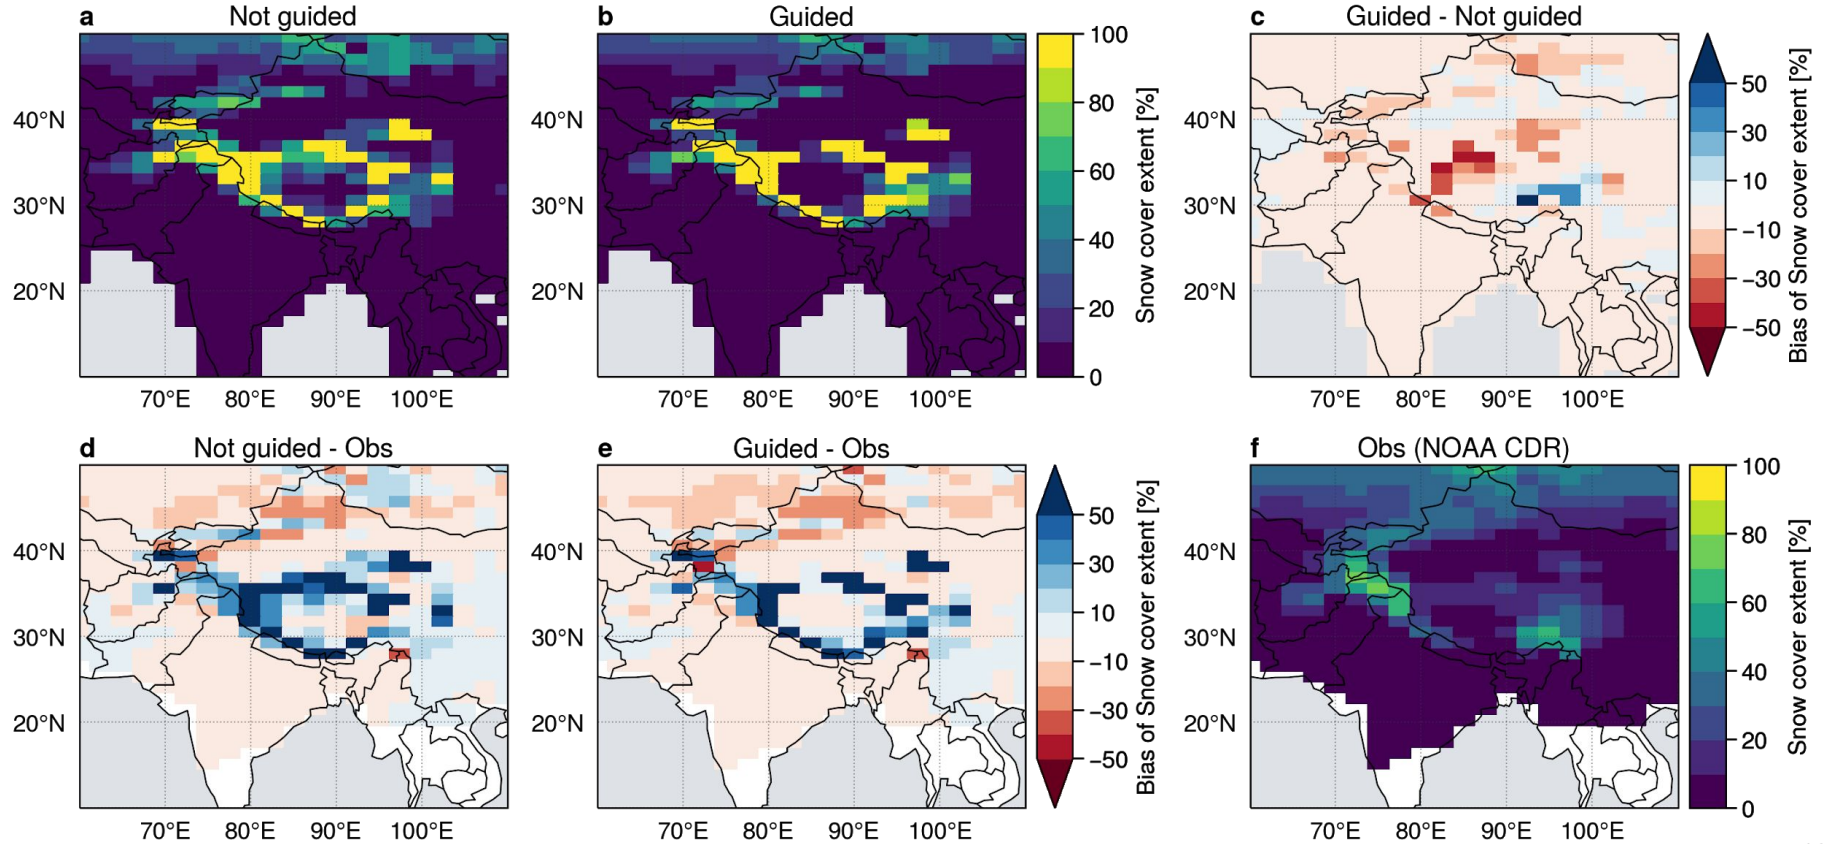 a Not guided
b Guided
c Guided - Not guided
40°N
30°N
20°N
70°E 80°E 90°E 100°E
40°N
30°N
20°N
70°E 80°E 90°E 100°E
100
80
60
40
20
0
Snow cover extent [%]
40°N
30°N
20°N
70°E 80°E 90°E 100°E
50
30
10
−10
−30
−50
Bias of Snow cover extent [%]
d Not guided - Obs
e Guided - Obs
f Obs (NOAA CDR)
40°N
30°N
20°N
70°E 80°E 90°E 100°E
40°N
30°N
20°N
70°E 80°E 90°E 100°E
50
30
10
−10
−30
−50
Bias of Snow cover extent [%]
40°N
30°N
20°N
70°E 80°E 90°E 100°E
100
80
60
40
20
0
Snow cover extent [%]